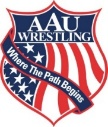 AAU
WRESTLING
Where The Path Begins